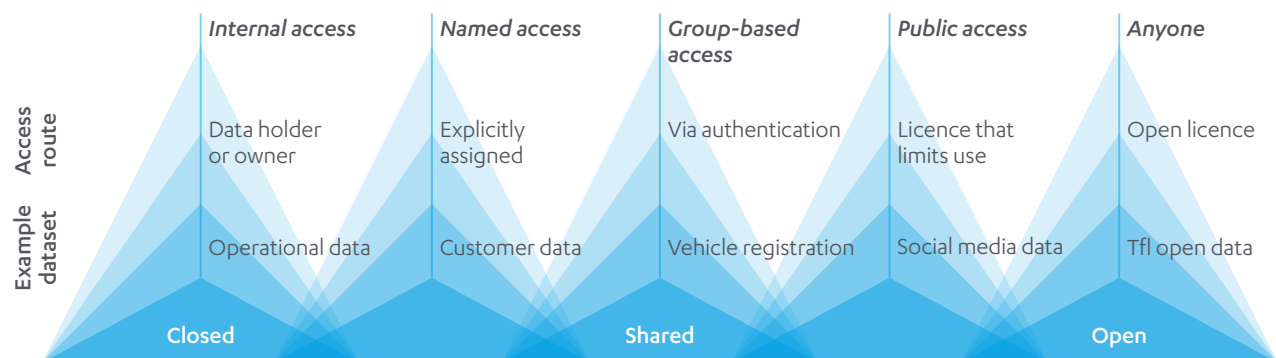 Internal access
Named access
Group-based
access
Public access
Anyone
Access
route
Data holder
or owner
Explicitly
assigned
Via authentication
Licence that
limits use
Open licence
Example
dataset
Operational data
Customer data
Vehicle registration
Social media data
Tfl open data
Closed
Shared
Open